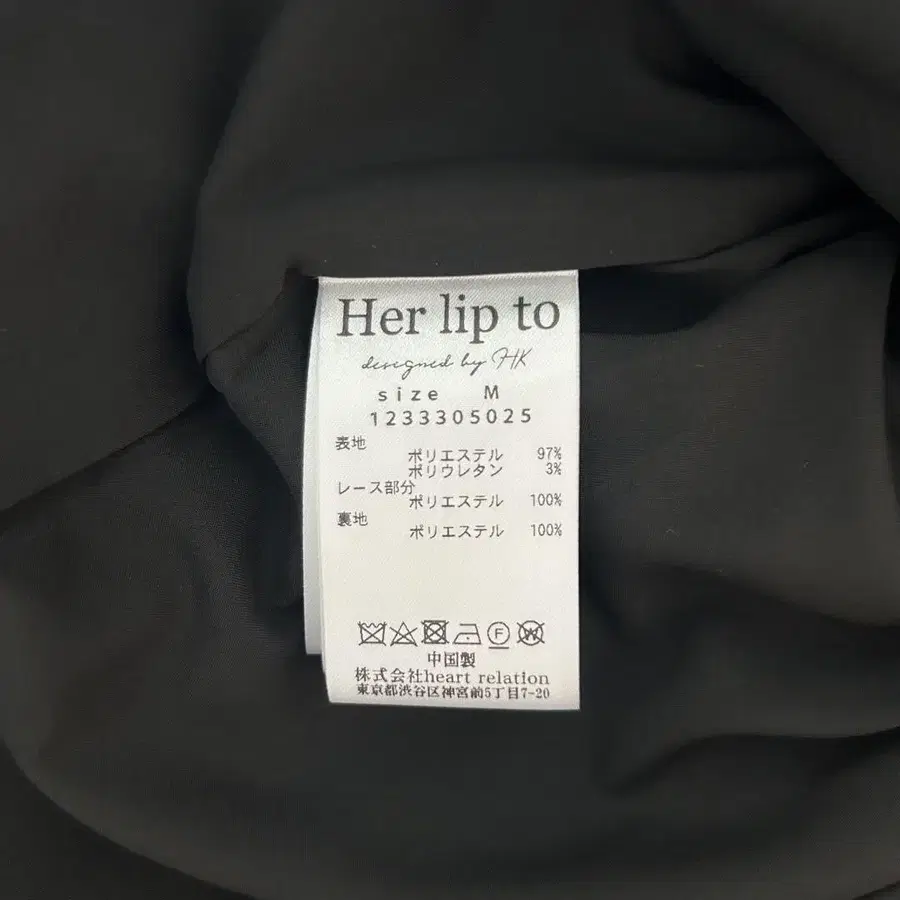 Her lip to
designed by HK
size M
1233305025
表地
ポリエステル 97%
ポリウレタン 3%
レース部分
ポリエステル 100%
裏地
ポリエステル 100%
F W
中国製
株式会社heart relation
東京都渋谷区神宮前5丁目7-20